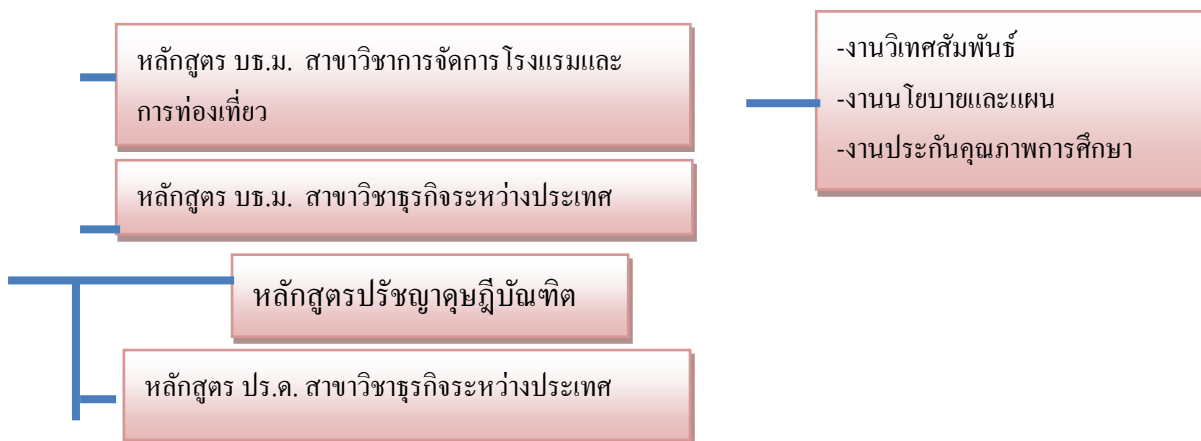 หลักสูตร บธ.ม. สาขาวิชาการจัดการโรงแรมและ
การท่องเที่ยว
หลักสูตร บธ.ม. สาขาวิชาธุรกิจระหว่างประเทศ
หลักสูตรปรัชญาดุษฎีบัณฑิต
หลักสูตร ปร.ด. สาขาวิชาธุรกิจระหว่างประเทศ
-งานวิเทศสัมพันธ์
-งานนโยบายและแผน
-งานประกันคุณภาพการศึกษา